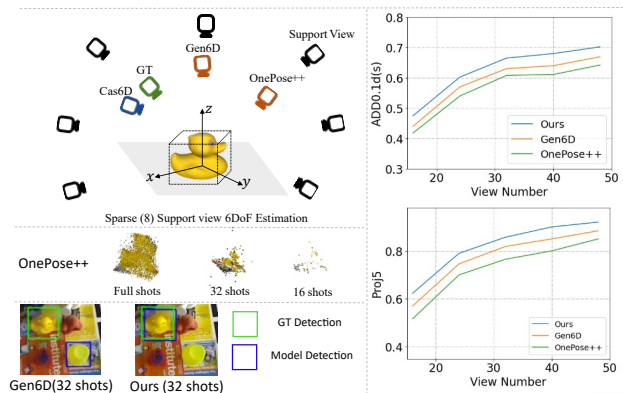 Support View
Gen6D
GT
Cas6D
OnePose++
z
x
y
Sparse (8) Support view 6DoF Estimation
OnePose++
Full shots
32 shots
16 shots
GT Detection
Model Detection
Gen6D(32 shots)
Ours (32 shots)
ADD0.1d(s)
0.7
0.6
0.5
0.4
0.3
20
30
40
50
View Number
Ours
Gen6D
OnePose++
Proj5
0.8
0.6
0.4
20
30
40
50
View Number
Ours
Gen6D
OnePose++